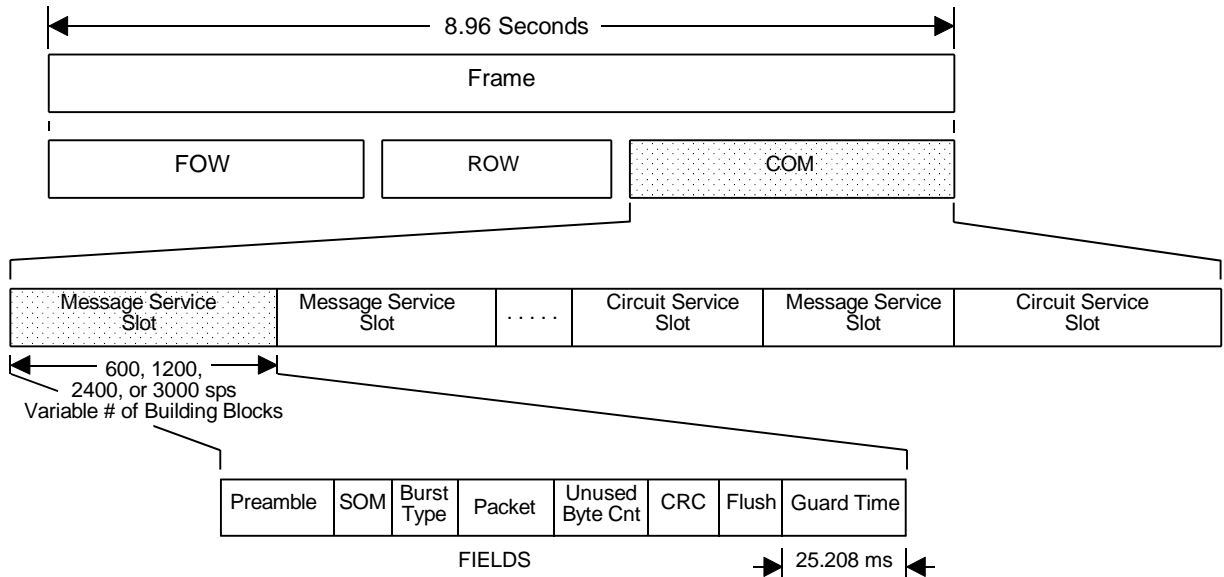 8.96 Seconds
Frame
FOW
ROW
COM
Message Service
Slot
Message Service
Slot
.....
Circuit Service
Slot
Message Service
Slot
Circuit Service
Slot
600, 1200,
2400, or 3000 sps
Variable # of Building Blocks
Preamble
SOM
Burst
Type
Packet
Unused
Byte Cnt
CRC
Flush
Guard Time
FIELDS
25.208 ms